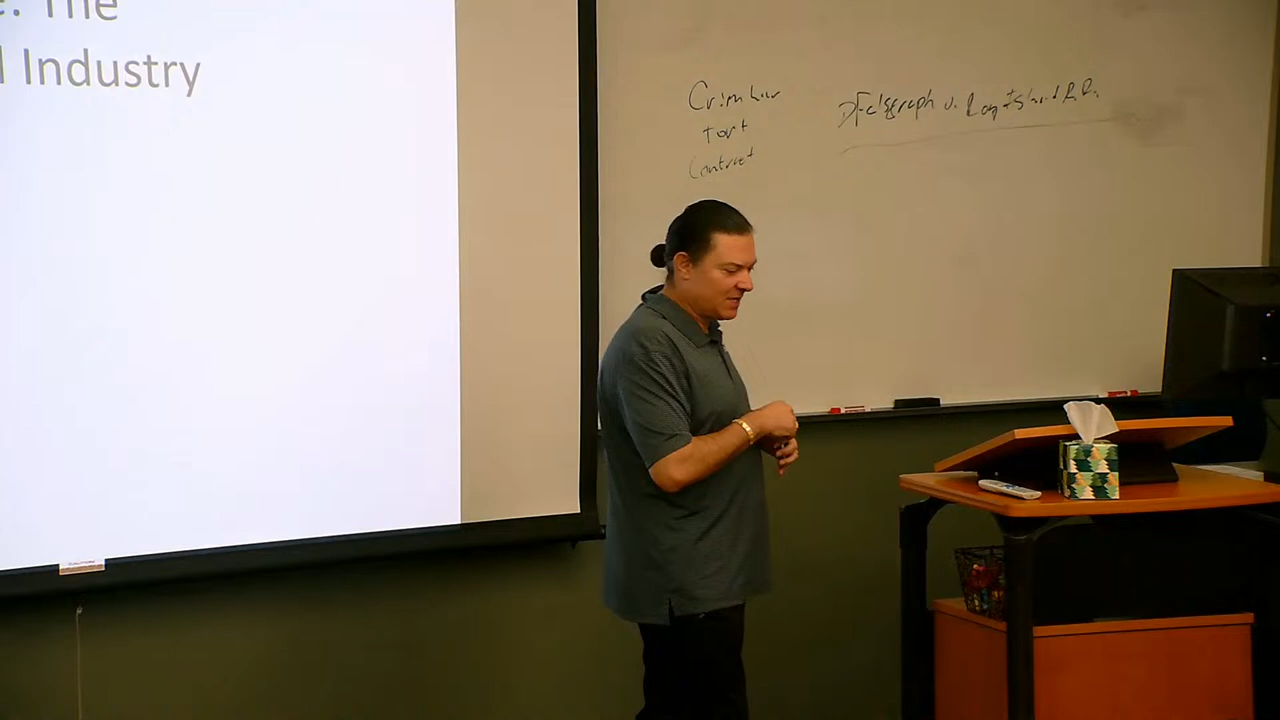 : The
Industry
Crim Law
tort
Contract
Palsgraph v. Long Island R.R.